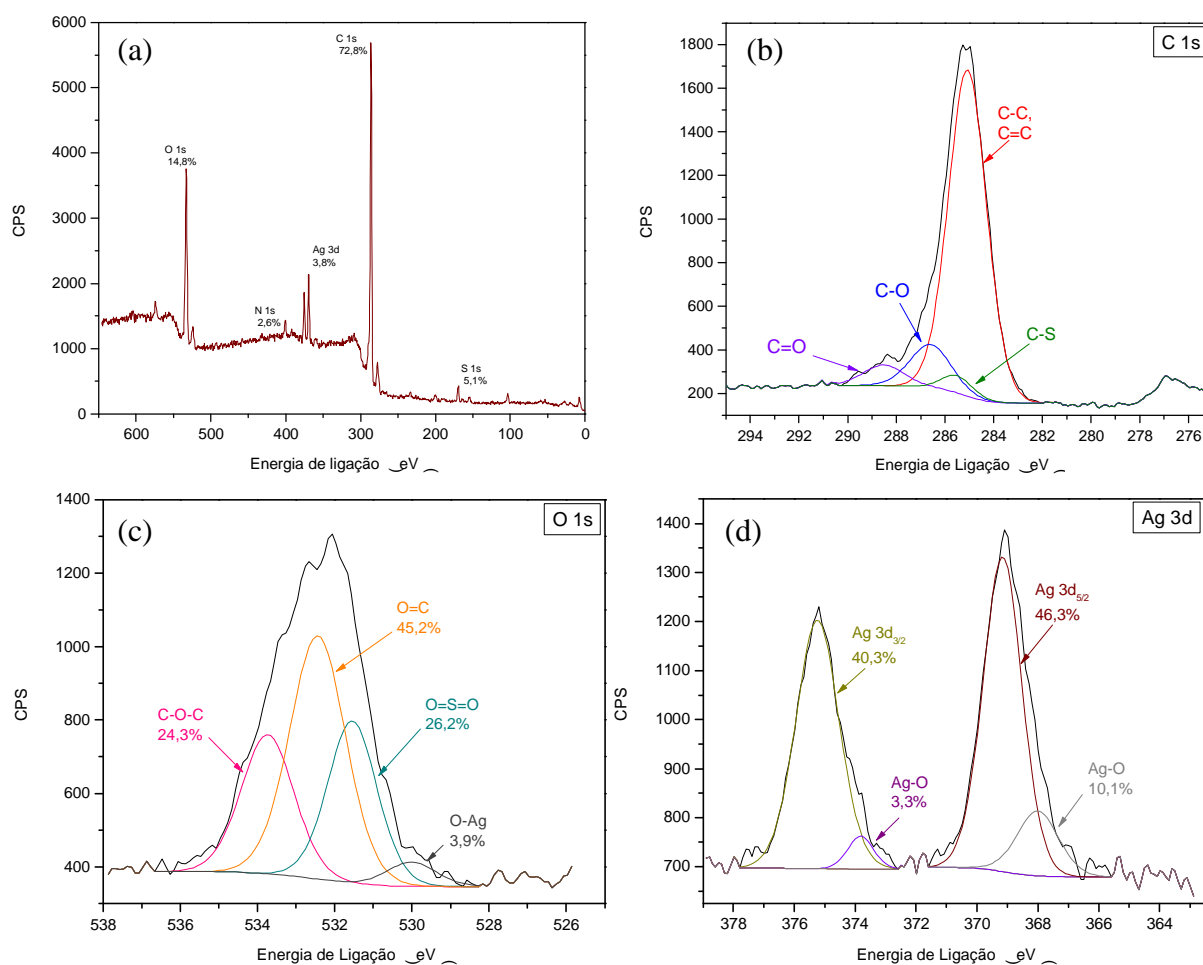 (a)
6000
5000
4000
3000
2000
1000
0
CPS
C 1s
72,8%
O 1s
14,8%
Ag 3d
3,8%
N 1s
2,6%
S 1s
5,1%
600
500
400
300
200
100
0
Energia de ligação (eV)
(b)
C 1s
1800
1600
1400
1200
1000
800
600
400
200
CPS
C-C,
C=C
C-O
C=O
C-S
294
292
290
288
286
284
282
280
278
276
Energia de Ligação (eV)
(c)
O 1s
1400
1200
1000
800
600
400
CPS
O=C
45,2%
C-O-C
24,3%
O=S=O
26,2%
O-Ag
3,9%
538
536
534
532
530
528
526
Energia de Ligação (eV)
(d)
Ag 3d
1400
1300
1200
1100
1000
900
800
700
CPS
Ag 3d5/2
46,3%
Ag 3d3/2
40,3%
Ag-O
10,1%
Ag-O
3,3%
378
376
374
372
370
368
366
364
Energia de Ligação (eV)